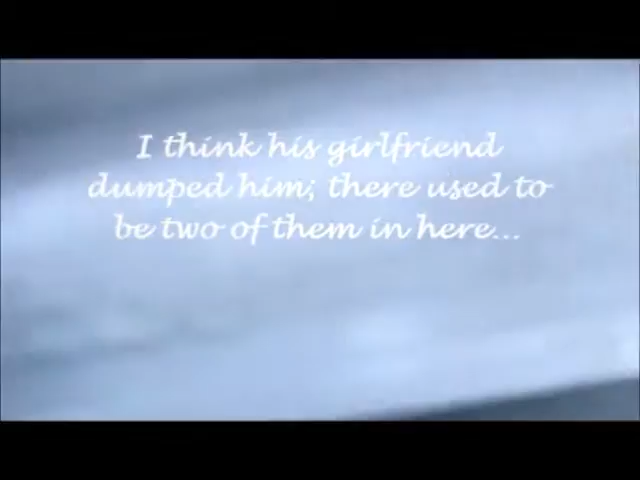 I think his girlfriend
dumped him; there used to
be two of them in here...